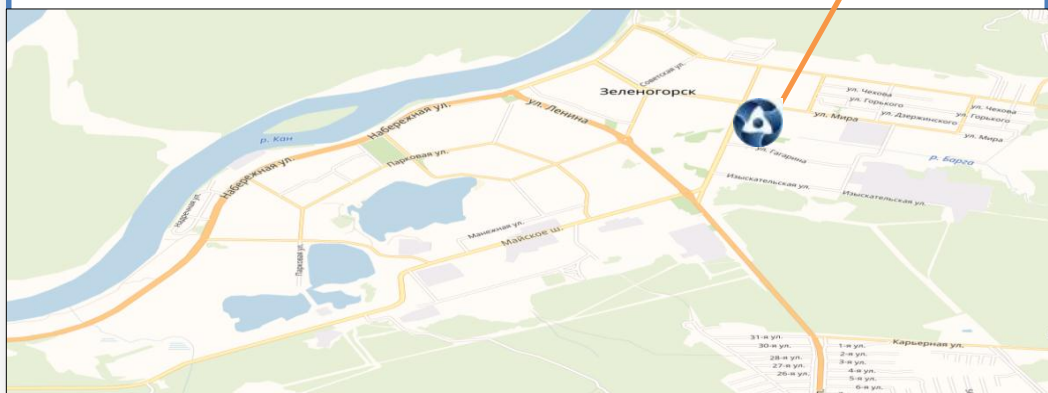 Советская ул.
Зеленогорск
ул. Чехова
ул. Горького
ул. Мира
ул. Дзержинского
ул. Чехова
ул. Горького
ул. Мира
ул. Ленина
Набережная ул.
р. Кан
Парковая ул.
ул. Гагарина
р. Барга
Набережная ул.
Изыскательская ул.
Изыскательская ул.
Манежная ул.
Майское ш.
Парковая ул.
31-я ул.
30-я ул.
28-я ул.
27-я ул.
26-я ул.
Карьерная ул.
1-я ул.
2-я ул.
3-я ул.
4-я ул.
5-я ул.
6-я ул.